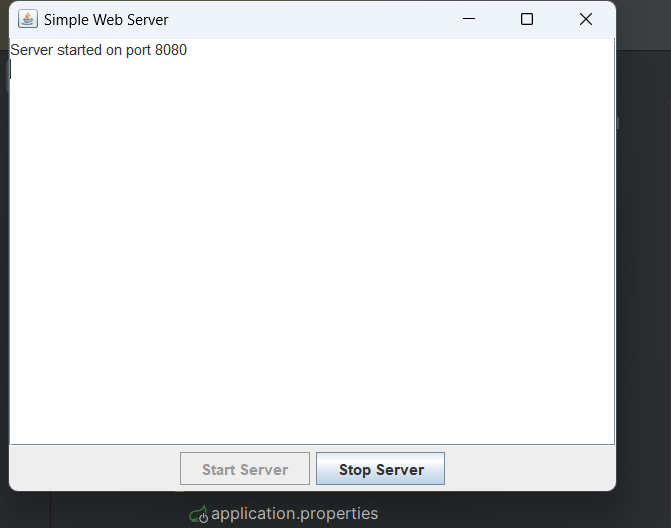 Simple Web Server
Server started on port 8080
Start Server
Stop Server
application.properties